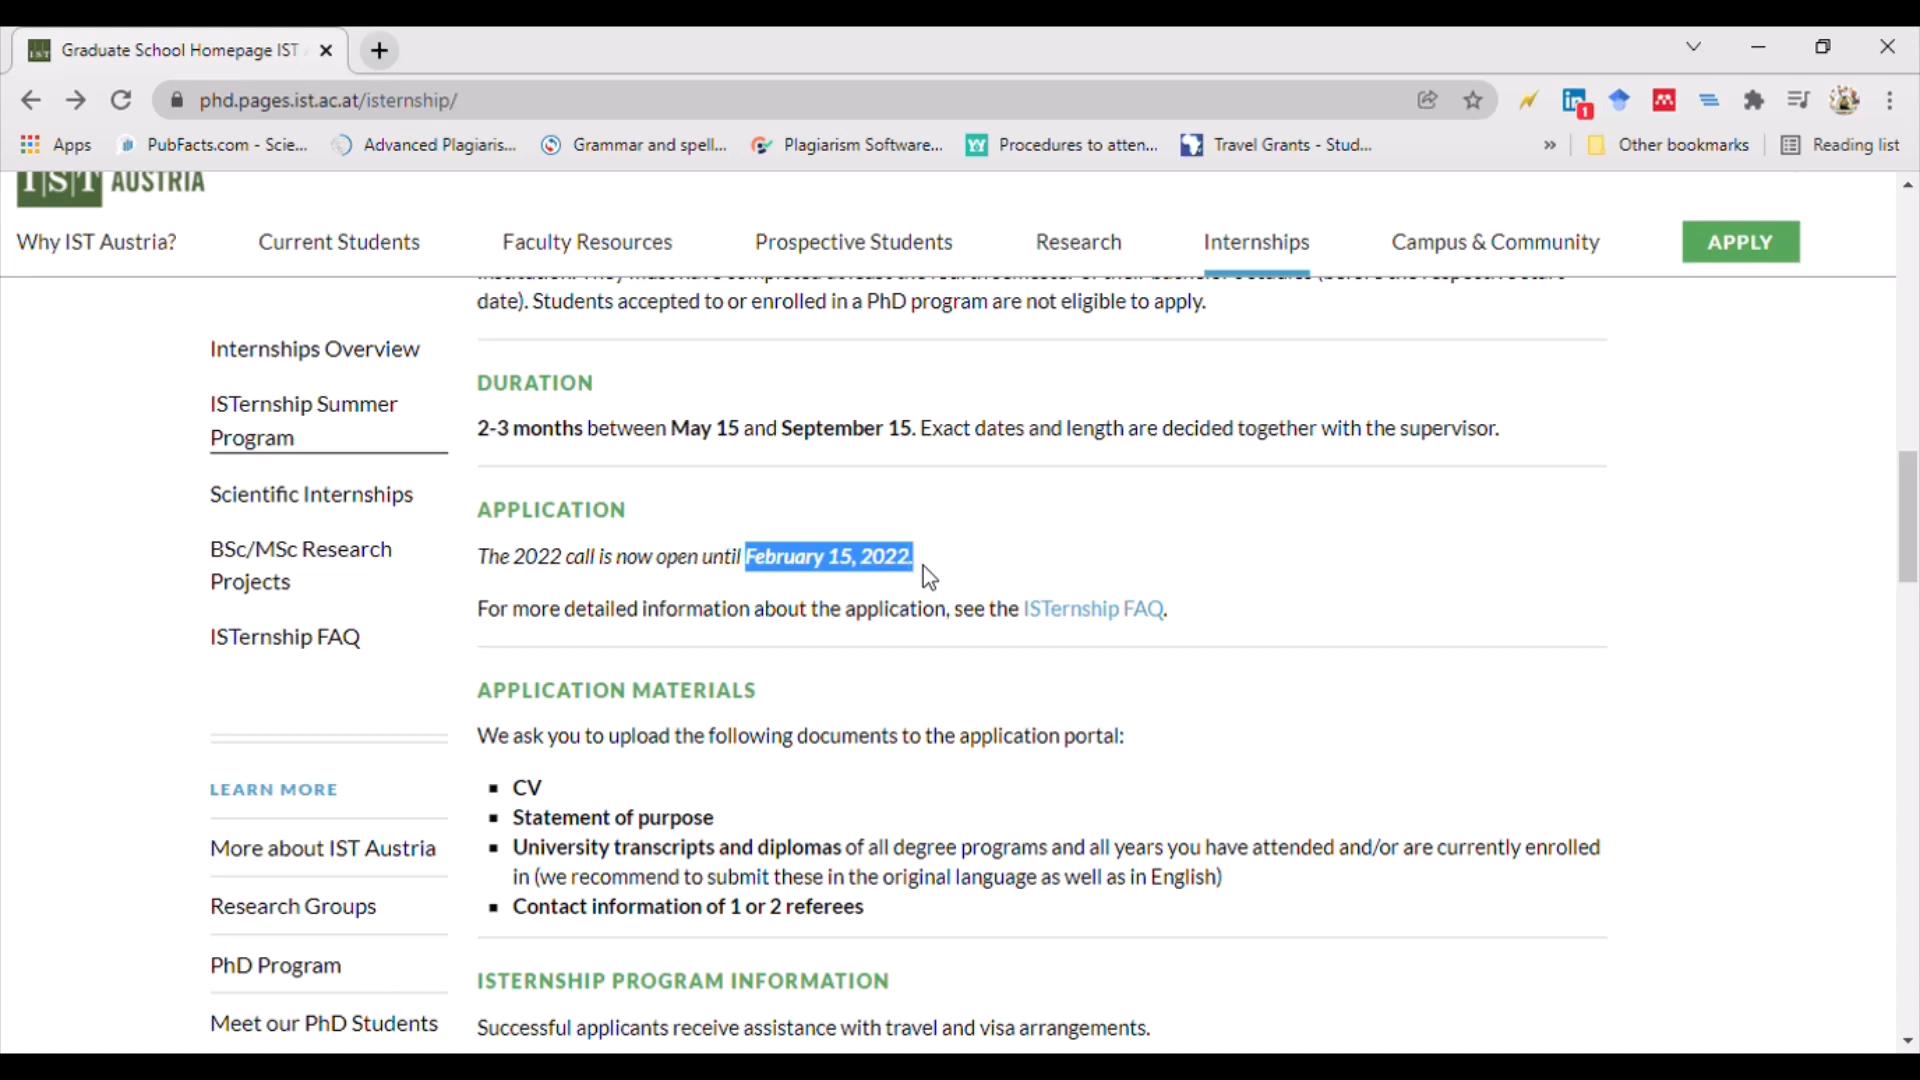 Graduate School Homepage IST
phd.pages.ist.ac.at/isternship/
1
Apps
PubFacts.com - Scie...
Advanced Plagiaris...
Grammar and spell...
Plagiarism Software...
Procedures to atten...
Travel Grants - Stud...
»
Other bookmarks
Reading list
I|S|T AUSTRIA
Why IST Austria?
Current Students
Faculty Resources
Prospective Students
Research
Internships
Campus & Community
APPLY
date). Students accepted to or enrolled in a PhD program are not eligible to apply.
Internships Overview
ISTernship Summer
Program
Scientific Internships
BSc/MSc Research
Projects
ISTernship FAQ
LEARN MORE
More about IST Austria
Research Groups
PhD Program
Meet our PhD Students
DURATION
2-3 months between May 15 and September 15. Exact dates and length are decided together with the supervisor.
APPLICATION
The 2022 call is now open until February 15, 2022.
For more detailed information about the application, see the ISTernship FAQ.
APPLICATION MATERIALS
We ask you to upload the following documents to the application portal:
▪ CV
▪ Statement of purpose
▪ University transcripts and diplomas of all degree programs and all years you have attended and/or are currently enrolled
in (we recommend to submit these in the original language as well as in English)
▪ Contact information of 1 or 2 referees
ISTERNSHIP PROGRAM INFORMATION
Successful applicants receive assistance with travel and visa arrangements.